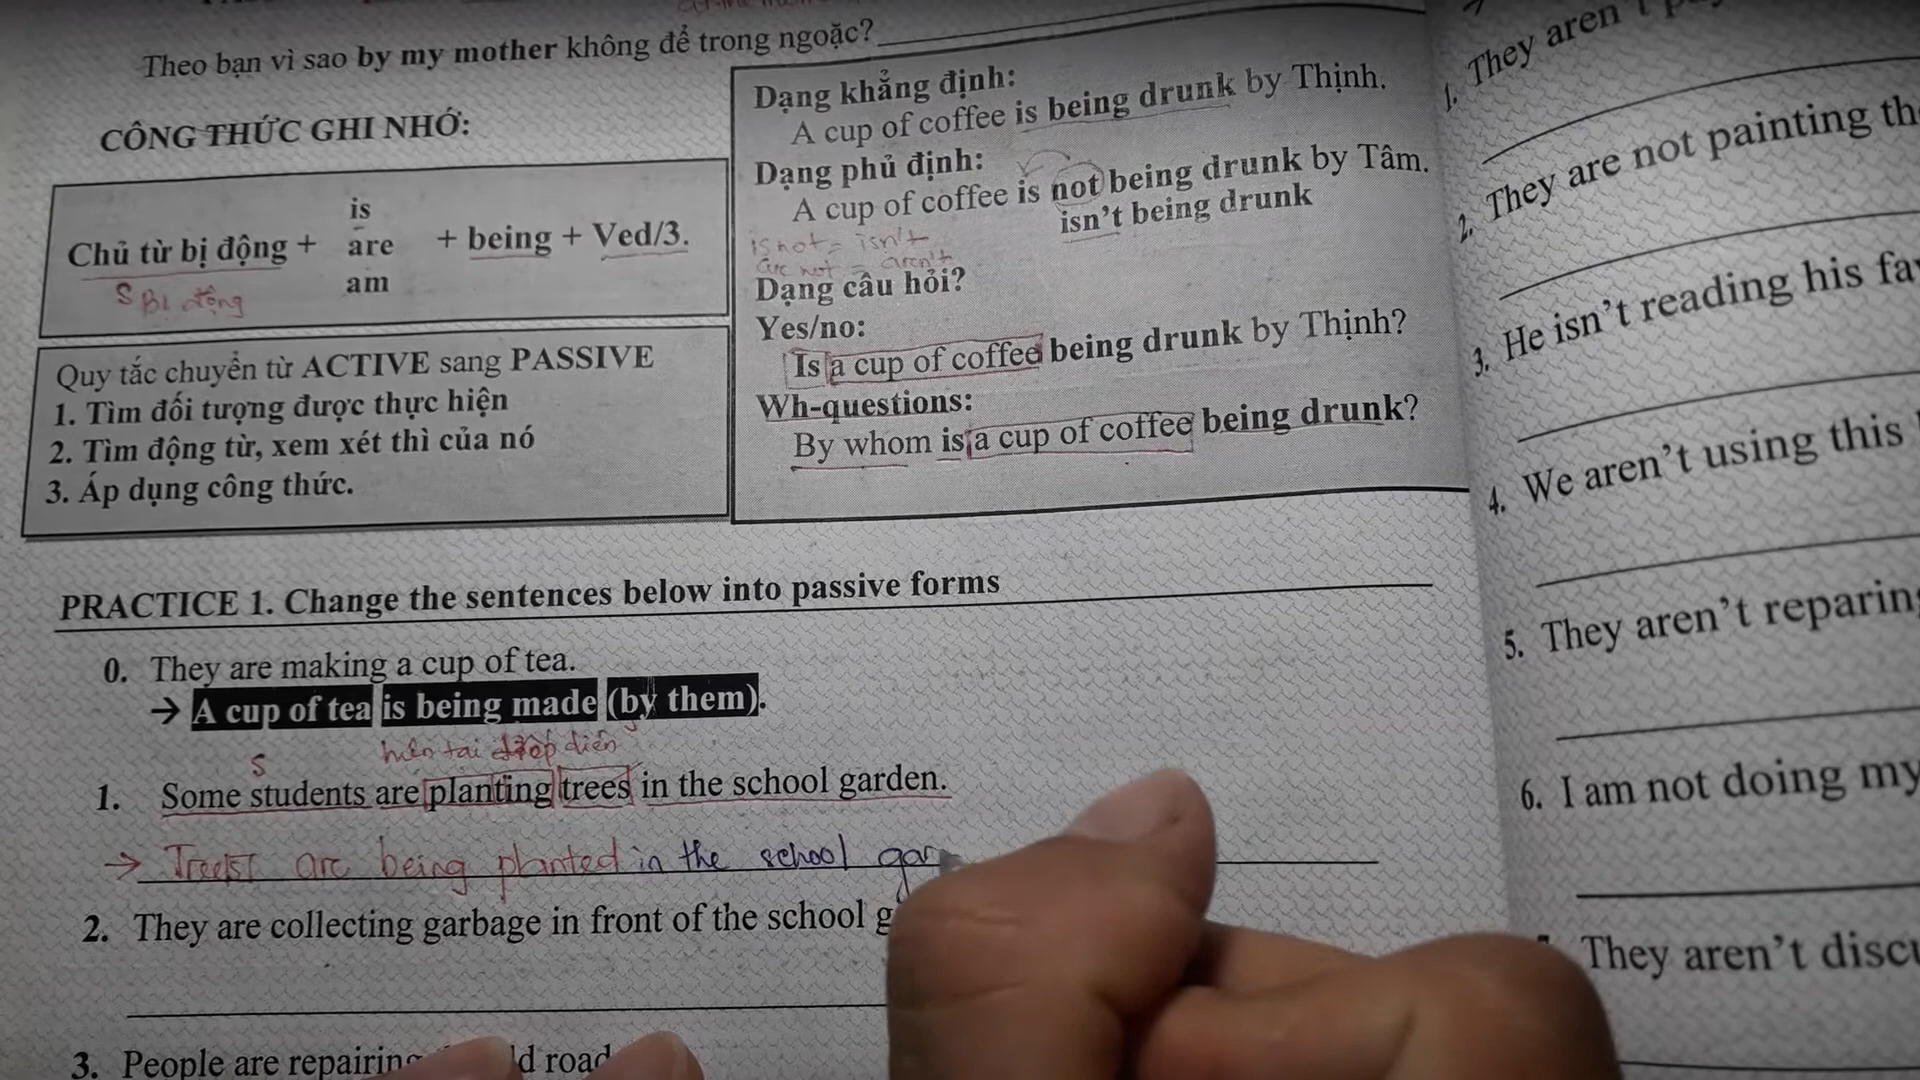 Theo bạn vì sao by my mother không để trong ngoặc?
CÔNG THỨC GHI NHỚ:
Chủ từ bị động +
is
are
am
+ being + Ved/3.
S Bị động
Quy tắc chuyển từ ACTIVE sang PASSIVE
1. Tìm đối tượng được thực hiện
2. Tìm động từ, xem xét thì của nó
3. Áp dụng công thức.
Dạng khẳng định:
A cup of coffee is being drunk by Thịnh.
Dạng phủ định:
A cup of coffee is not being drunk by Tâm.
isn't being drunk
is not = isn't
are not = aren't
Dạng câu hỏi?
Yes/no:
Is a cup of coffee being drunk by Thịnh?
Wh-questions:
By whom is a cup of coffee being drunk?
PRACTICE 1. Change the sentences below into passive forms
0. They are making a cup of tea.
→ A cup of tea is being made (by them).
S hiện tại diễn
1. Some students are planting trees in the school garden.
→ Trees are being planted in the school gar
2. They are collecting garbage in front of the school g
3. People are repairing ld road
1. They aren't
2. They are not painting th
3. He isn't reading his fa
4. We aren't using this
5. They aren't reparin
6. I am not doing my
They aren't discu